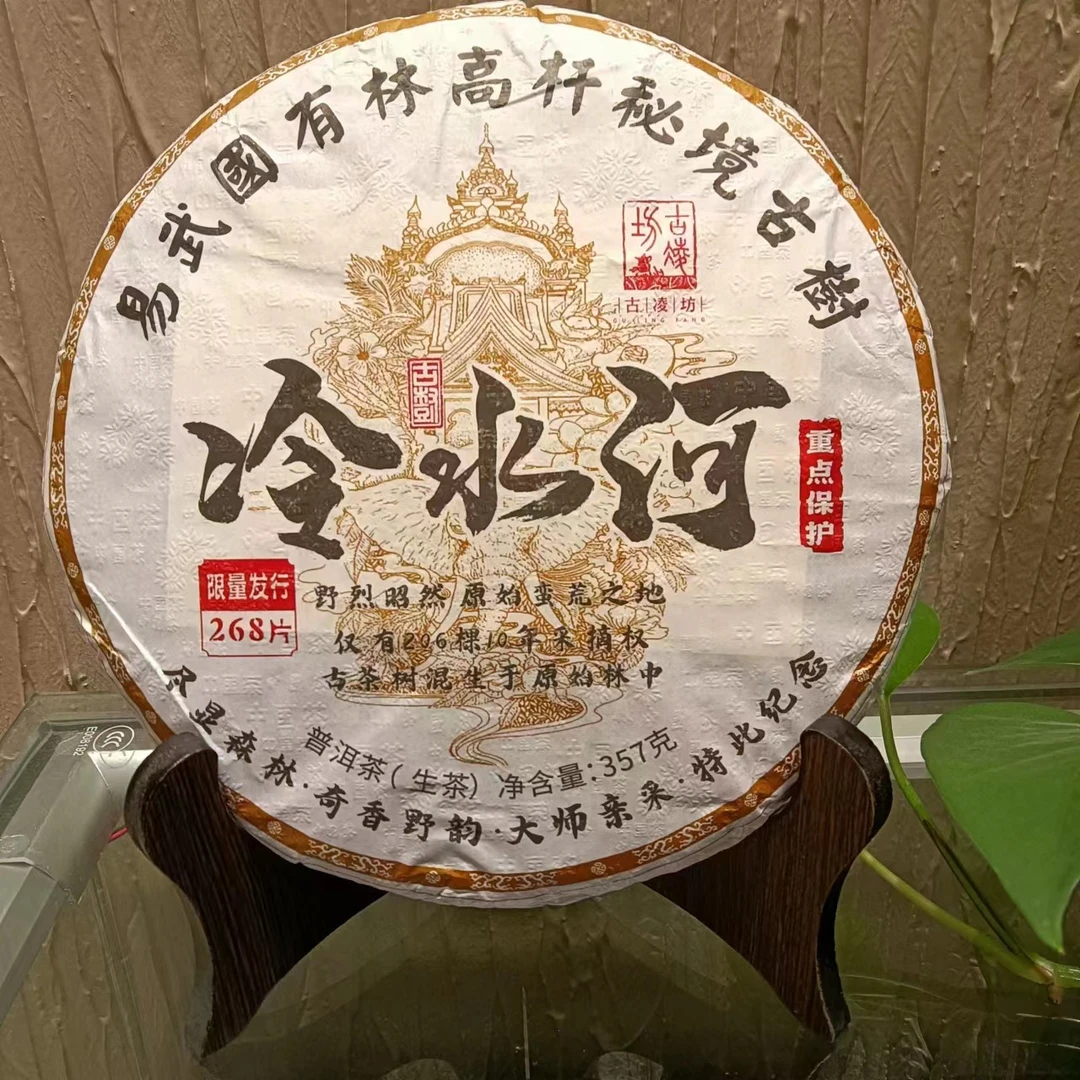 易武國有林高杆秘境古樹
古凌坊
古凌坊
GULING FANG
古樹
冷水河
重点保护
限量发行
268片
野烈昭然原始蛮荒之地
仅有206棵10年采摘权
古茶树混生于原始林中
普洱茶(生茶) 净含量:357克
尽显森林·奇香野韵·大师亲采·特此纪念